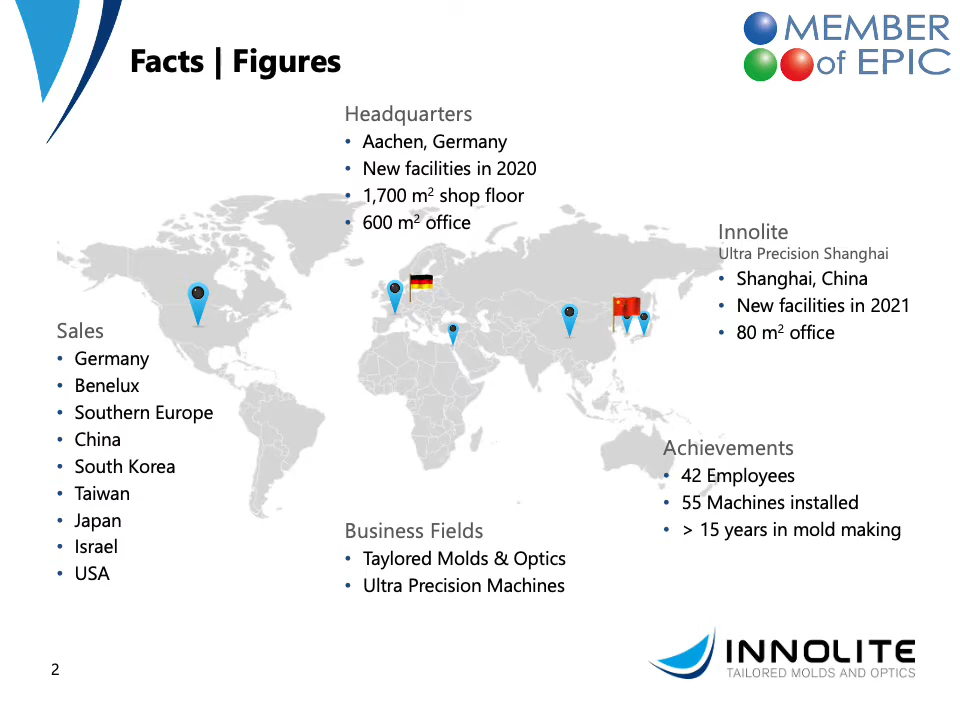 Facts | Figures
MEMBER
of EPIC
Headquarters
• Aachen, Germany
• New facilities in 2020
• 1,700 m² shop floor
• 600 m² office
Innolite
Ultra Precision Shanghai
• Shanghai, China
• New facilities in 2021
• 80 m² office
Sales
• Germany
• Benelux
• Southern Europe
• China
• South Korea
• Taiwan
• Japan
• Israel
• USA
Achievements
• 42 Employees
• 55 Machines installed
• > 15 years in mold making
Business Fields
• Taylored Molds & Optics
• Ultra Precision Machines
2
INNOLITE
TAILORED MOLDS AND OPTICS